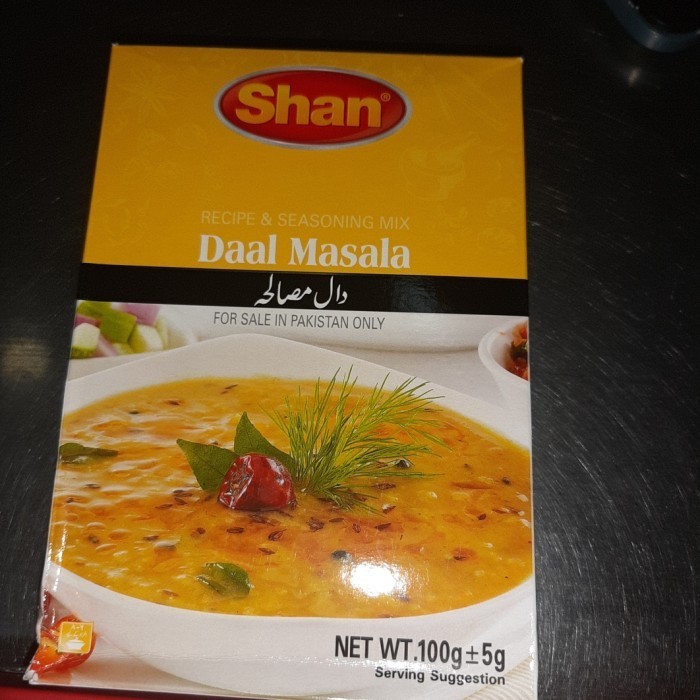 Shan®
RECIPE & SEASONING MIX
Daal Masala
دال مصالحہ
FOR SALE IN PAKISTAN ONLY
NET WT.100g±5g
Serving Suggestion